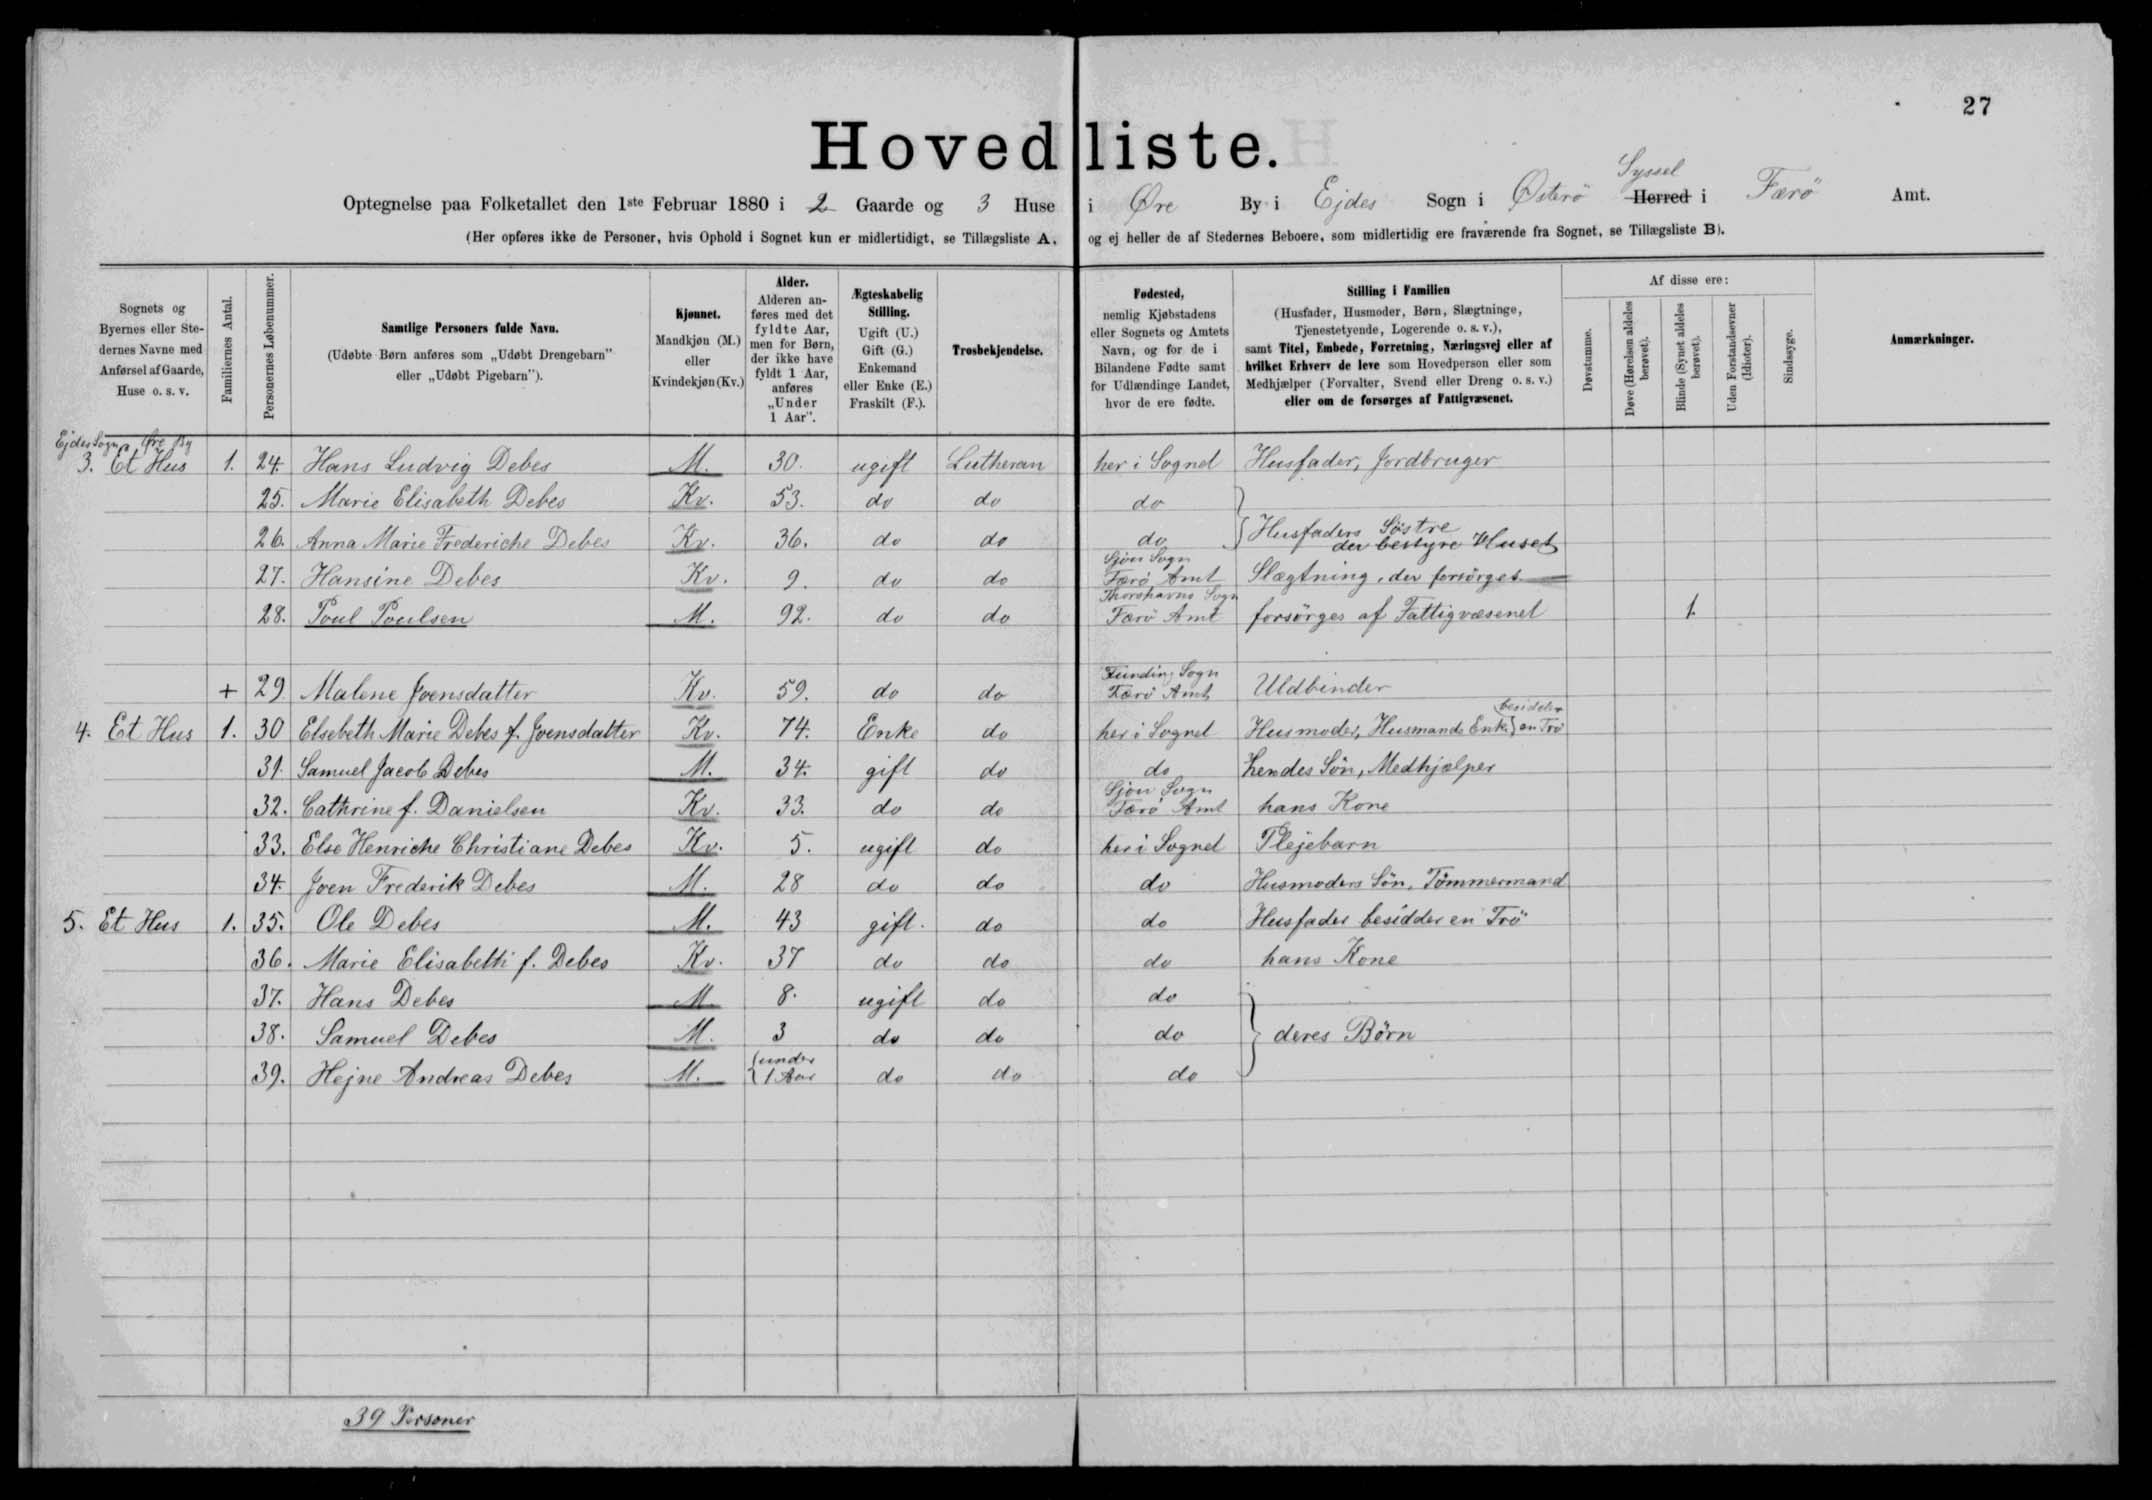 27
Hovedliste.
Syssel
Optegnelse paa Folketallet den 1ste Februar 1880 i 2 Gaarde og 3 Huse i Øre By i Ejdes Sogn i Østerö Herred i Færö Amt.
(Her opføres ikke de Personer, hvis Ophold i Sognet kun er midlertidigt, se Tillægsliste A, og ej heller de af Stedernes Beboere, som midlertidig ere fraværende fra Sognet, se Tillægsliste B).
Sognets og Byernes eller Stedernes Navne med Anførsel af Gaarde, Huse o. s. v.
Familiernes Antal.
Personernes Løbenummer.
Samtlige Personers fulde Navn.
(Udøbte Børn anføres som „Udøbt Drengebarn" eller „Udøbt Pigebarn").
Kjønnet.
Mandkjøn (M.) eller Kvindekjøn (Kv.)
Alder.
Alderen anføres med det fyldte Aar, men for Børn, der ikke have fyldt 1 Aar, anføres „Under 1 Aar".
Ægteskabelig Stilling.
Ugift (U.) Gift (G.) Enkemand eller Enke (E.) Fraskilt (F.).
Trosbekjendelse.
Fødested,
nemlig Kjøbstadens eller Sognets og Amtets Navn, og for de i Bilandene Fødte samt for Udlændinge Landet, hvor de ere fødte.
Stilling i Familien
(Husfader, Husmoder, Børn, Slægtninge, Tjenestetyende, Logerende o. s. v.),
samt Titel, Embede, Forretning, Næringsvej eller af hvilket Erhverv de leve som Hovedperson eller som Medhjælper (Forvalter, Svend eller Dreng o. s. v.) eller om de forsørges af Fattigvæsenet.
Af disse ere:
Døvstumme.
Døve (Hørelsen aldeles berøvet).
Blinde (Synet aldeles berøvet).
Uden Forstandsevner (Idioter).
Sindssyge.
Anmærkninger.
Ejdes Sogn Øre By
3. Et Hus 1. 24. Hans Ludvig Debes M. 30. ugift Lutheran her i Sognet Husfader, Jordbruger
25. Marie Elisabeth Debes Kv. 53. do do do
26. Anna Marie Frederiche Debes Kv. 36. do do do Husfaders Söstre der bestyre Huset
27. Hansine Debes Kv. 9. do do Sjön Sogn Færö Amt Slægtning, der forsörges
28. Poul Poulsen M. 92. do do Thorshavns Sogn Færö Amt forsörges af Fattigvæsenet 1.
+ 29 Malene Joensdatter Kv. 59. do do Funding Sogn Færö Amt Uldbinder
4. Et Hus 1. 30 Elsebeth Marie Debes f. Joensdatter Kv. 74. Enke do her i Sognet Husmoder, Husmands Enke besidder en Trö
31. Samuel Jacob Debes M. 34. gift do do hendes Sön, Medhjælper
32. Cathrine f. Danielsen Kv. 33. do do Sjön Sogn Færö Amt hans Kone
33. Else Henriche Christiane Debes Kv. 5. ugift do her i Sognet Plejebarn
34. Joen Frederik Debes M. 28 do do do Husmoders Sön, Tömmermand
5. Et Hus 1. 35. Ole Debes M. 43 gift. do do Husfader besidder en Trö
36. Marie Elisabeth f. Debes Kv. 37 do do do hans Kone
37. Hans Debes M 8. ugift do do
38. Samuel Debes M. 3 do do do deres Börn
39. Hejne Andreas Debes M. under 1 Aar do do do
39 Personer